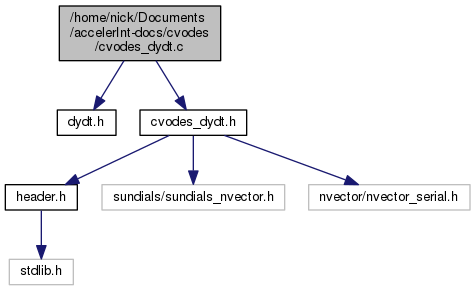 /home/nick/Documents
/accelerInt-docs/cvodes
/cvodes_dydt.c
dydt.h
cvodes_dydt.h
header.h
sundials/sundials_nvector.h
nvector/nvector_serial.h
stdlib.h